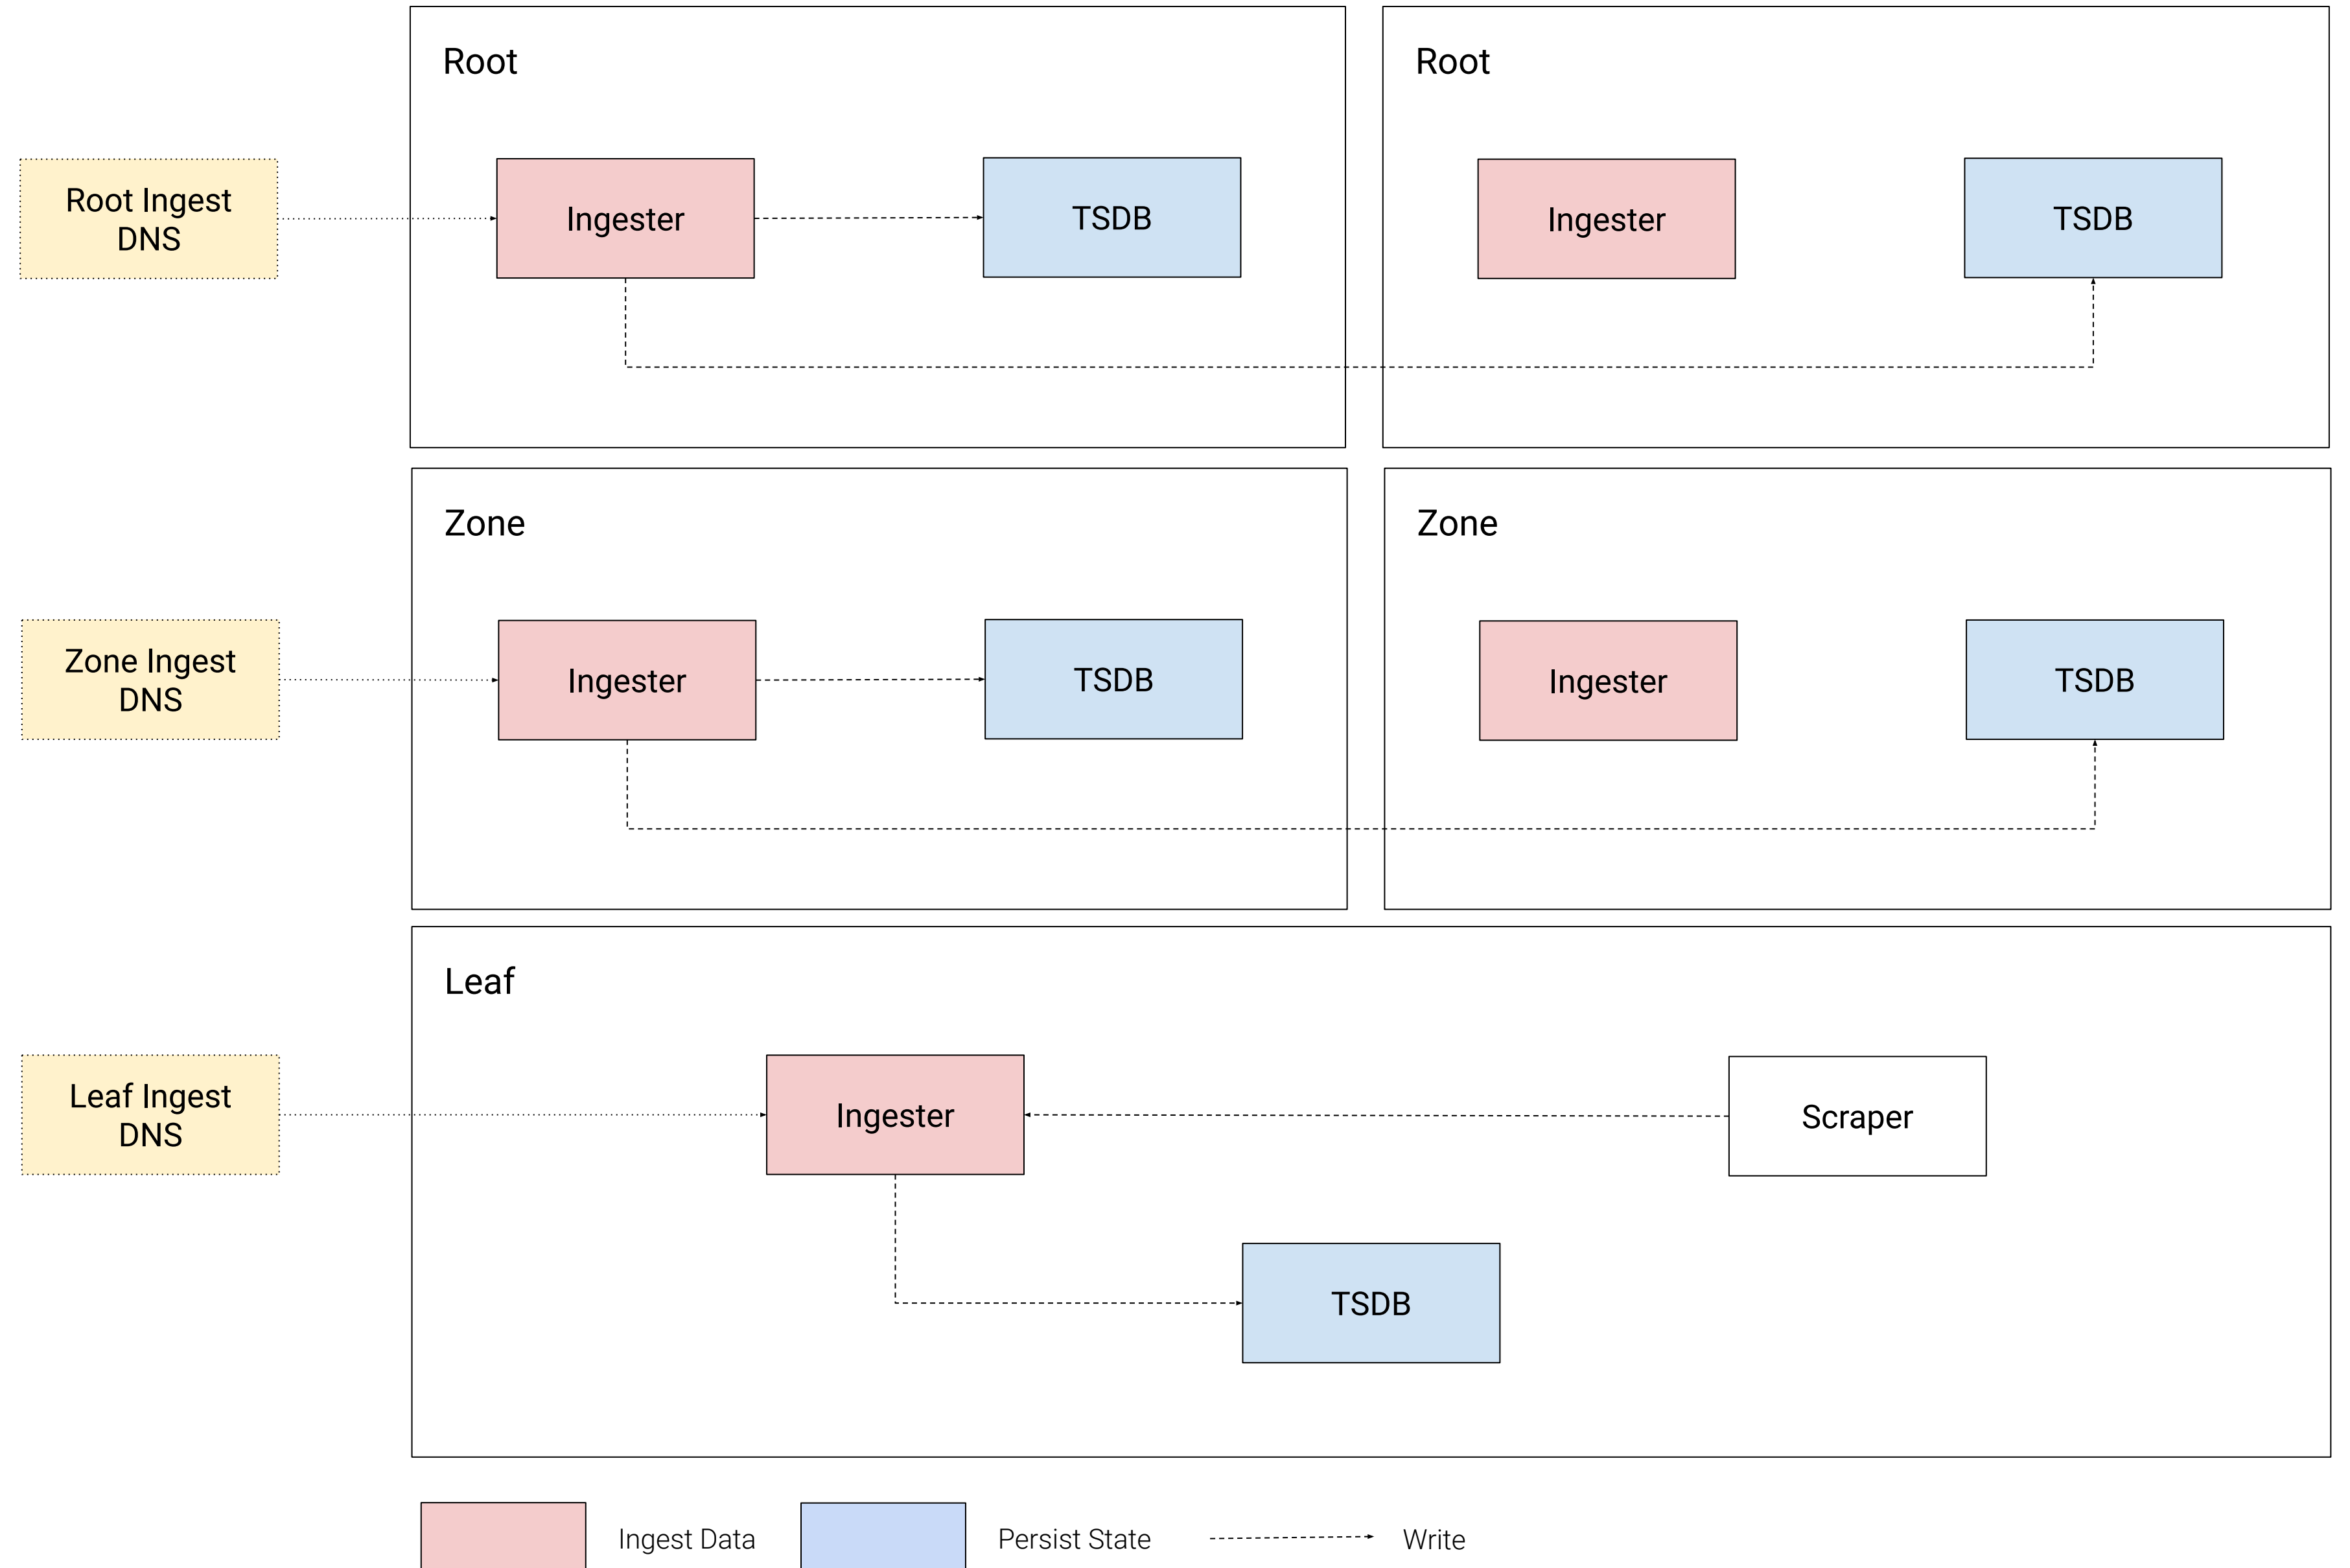 Root
Root
Root Ingest
DNS
Ingester
TSDB
Ingester
TSDB
Zone
Zone
Zone Ingest
DNS
Ingester
TSDB
Ingester
TSDB
Leaf
Leaf Ingest
DNS
Ingester
Scraper
TSDB
Ingest Data
Persist State
Write